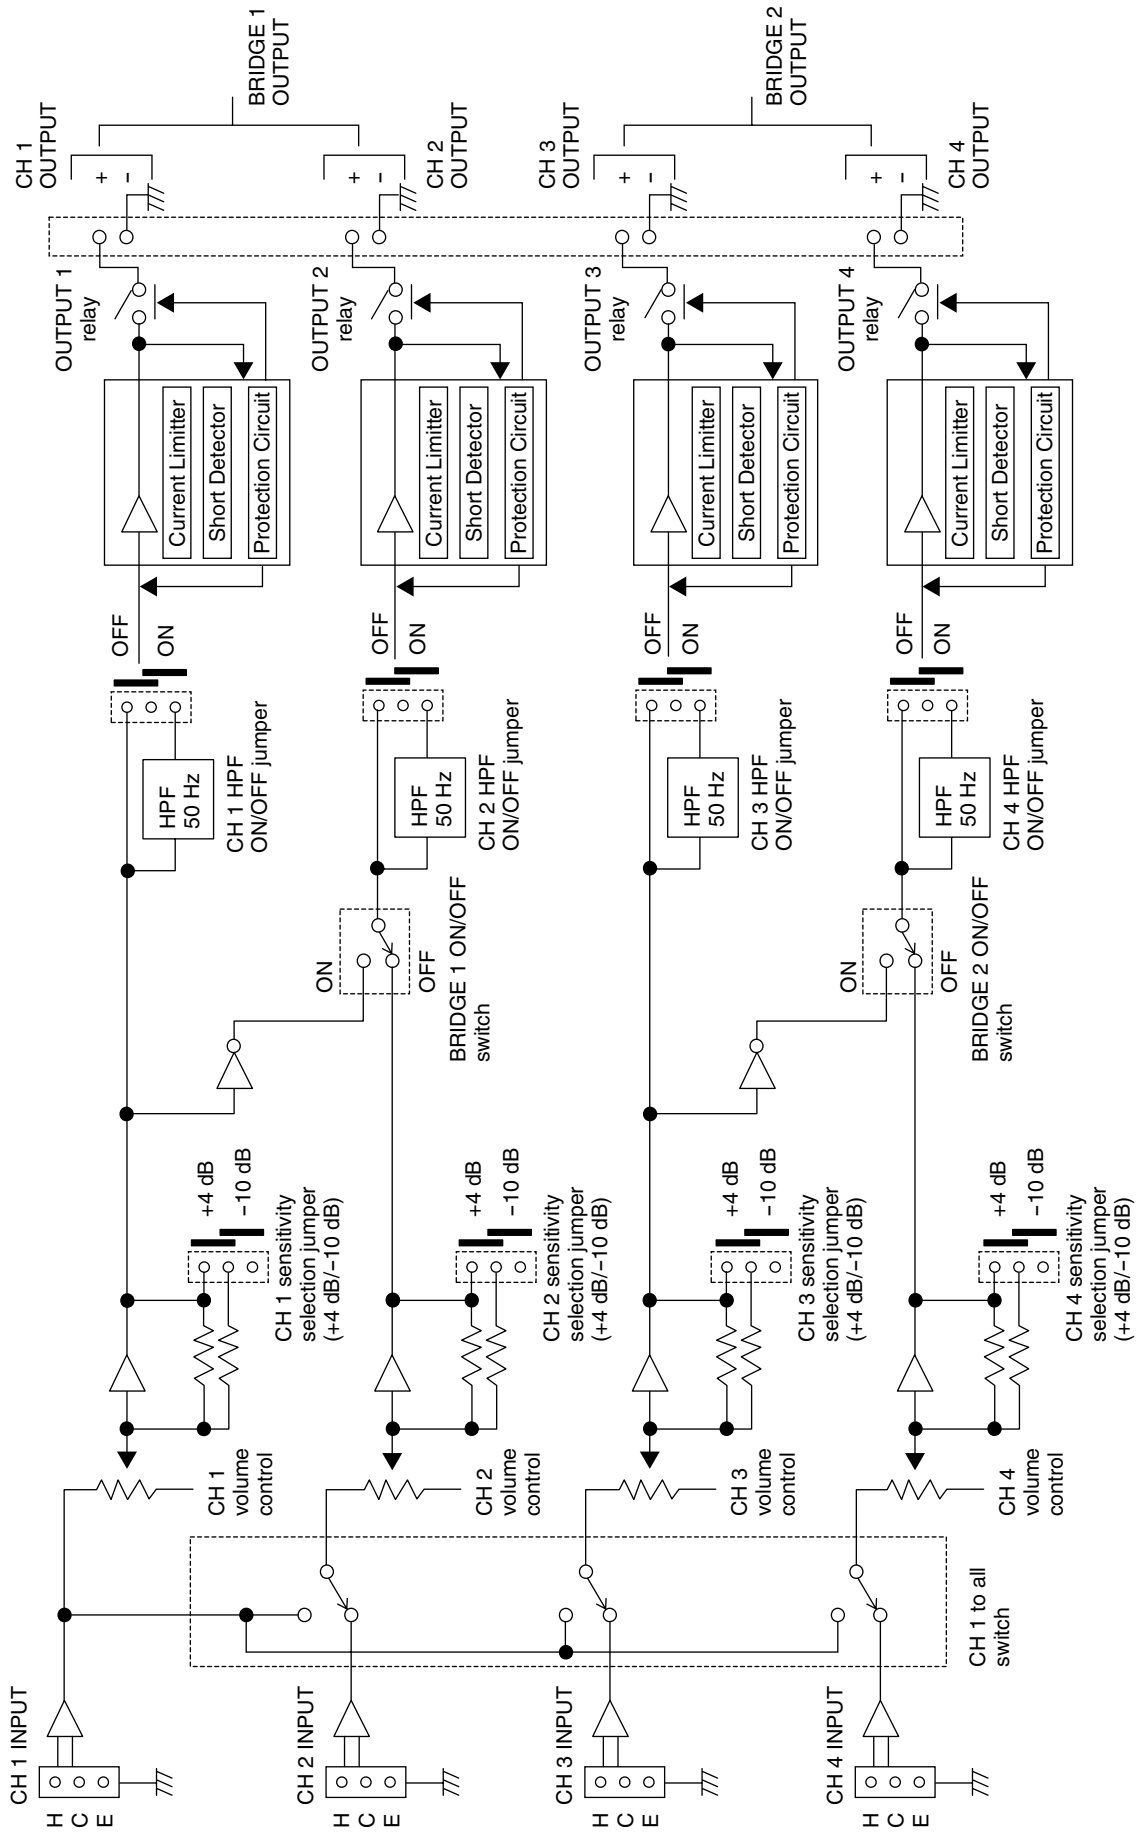 CH 1 INPUT
H
C
E
CH 1
volume
control
CH 1 sensitivity
selection jumper
(+4 dB/−10 dB)
+4 dB
−10 dB
HPF
50 Hz
CH 1 HPF
ON/OFF jumper
OFF
ON
Current Limitter
Short Detector
Protection Circuit
OUTPUT 1
relay
CH 1
OUTPUT
+
−
BRIDGE 1
OUTPUT
CH 2 INPUT
H
C
E
CH 2
volume
control
CH 2 sensitivity
selection jumper
(+4 dB/−10 dB)
+4 dB
−10 dB
ON
OFF
BRIDGE 1 ON/OFF
switch
HPF
50 Hz
CH 2 HPF
ON/OFF jumper
OFF
ON
Current Limitter
Short Detector
Protection Circuit
OUTPUT 2
relay
+
−
CH 2
OUTPUT
CH 3 INPUT
H
C
E
CH 3
volume
control
CH 3 sensitivity
selection jumper
(+4 dB/−10 dB)
+4 dB
−10 dB
HPF
50 Hz
CH 3 HPF
ON/OFF jumper
OFF
ON
Current Limitter
Short Detector
Protection Circuit
OUTPUT 3
relay
CH 3
OUTPUT
+
−
BRIDGE 2
OUTPUT
CH 4 INPUT
H
C
E
CH 1 to all
switch
CH 4
volume
control
CH 4 sensitivity
selection jumper
(+4 dB/−10 dB)
+4 dB
−10 dB
ON
OFF
BRIDGE 2 ON/OFF
switch
HPF
50 Hz
CH 4 HPF
ON/OFF jumper
OFF
ON
Current Limitter
Short Detector
Protection Circuit
OUTPUT 4
relay
+
−
CH 4
OUTPUT